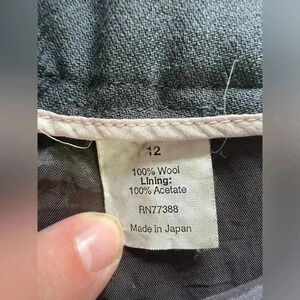 12
100% Wool
Lining:
100% Acetate
RN77388
Made in Japan